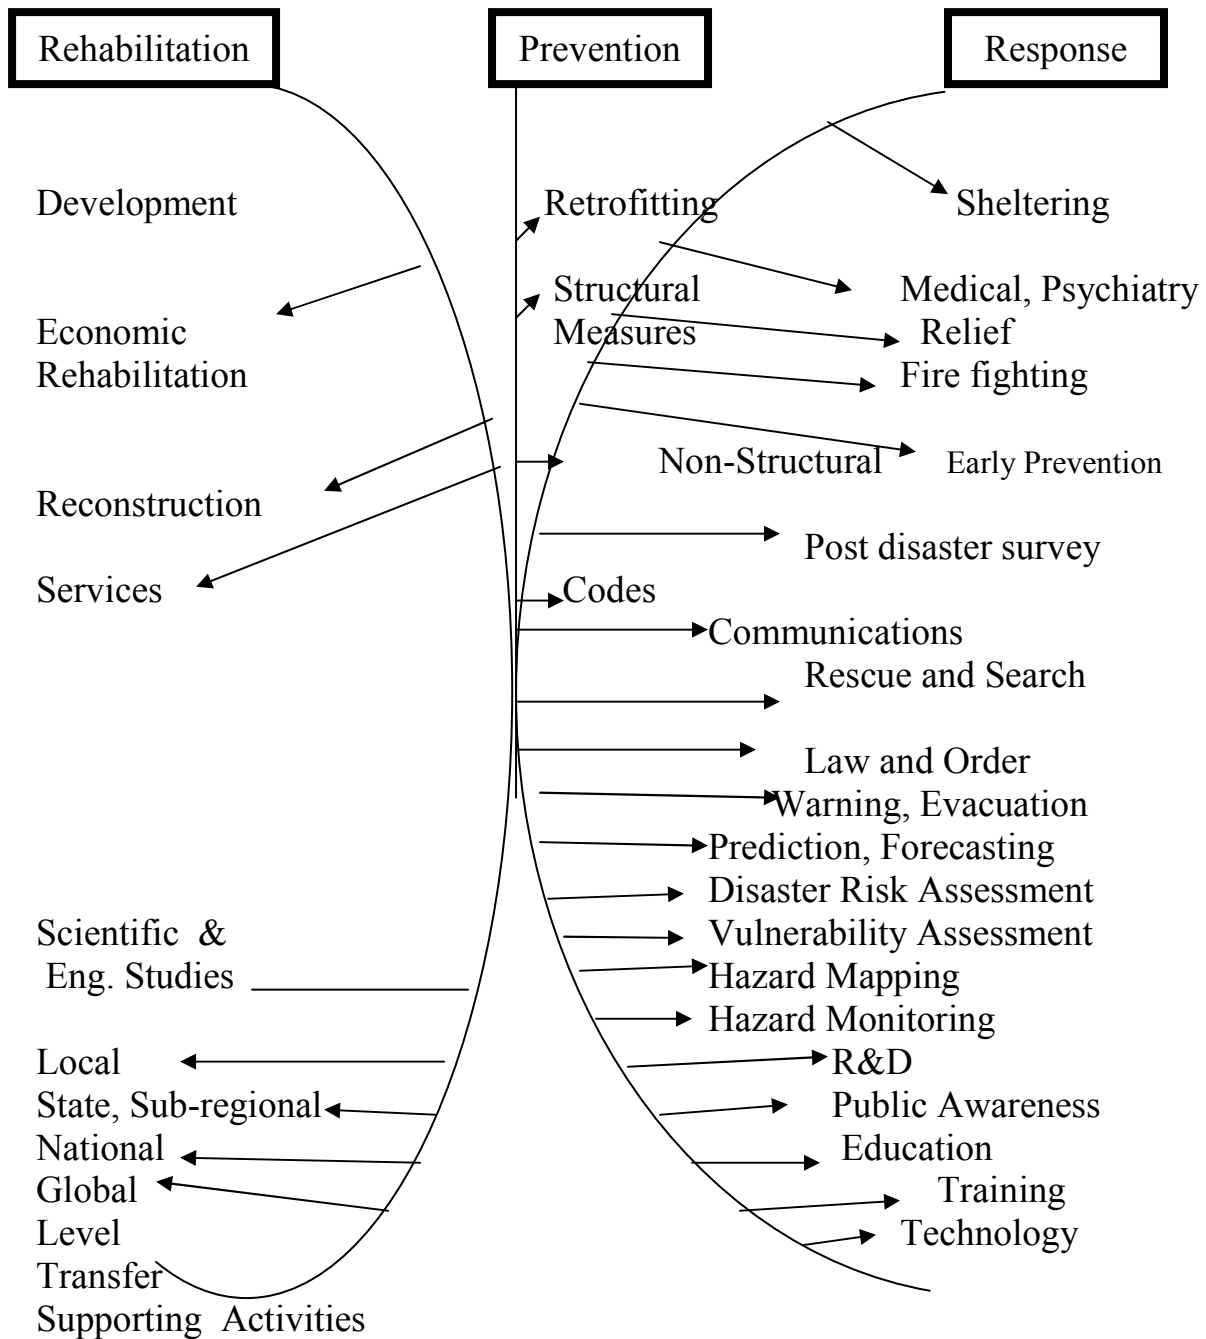 Rehabilitation
Prevention
Response
Development
Retrofitting
Sheltering
Structural
Measures
Medical, Psychiatry
Relief
Economic
Rehabilitation
Fire fighting
Non-Structural
Early Prevention
Reconstruction
Post disaster survey
Services
Codes
Communications
Rescue and Search
Law and Order
Warning, Evacuation
Prediction, Forecasting
Disaster Risk Assessment
Scientific &
Eng. Studies
Vulnerability Assessment
Hazard Mapping
Hazard Monitoring
Local
R&D
State, Sub-regional
Public Awareness
National
Education
Global
Training
Level
Technology
Transfer
Supporting Activities